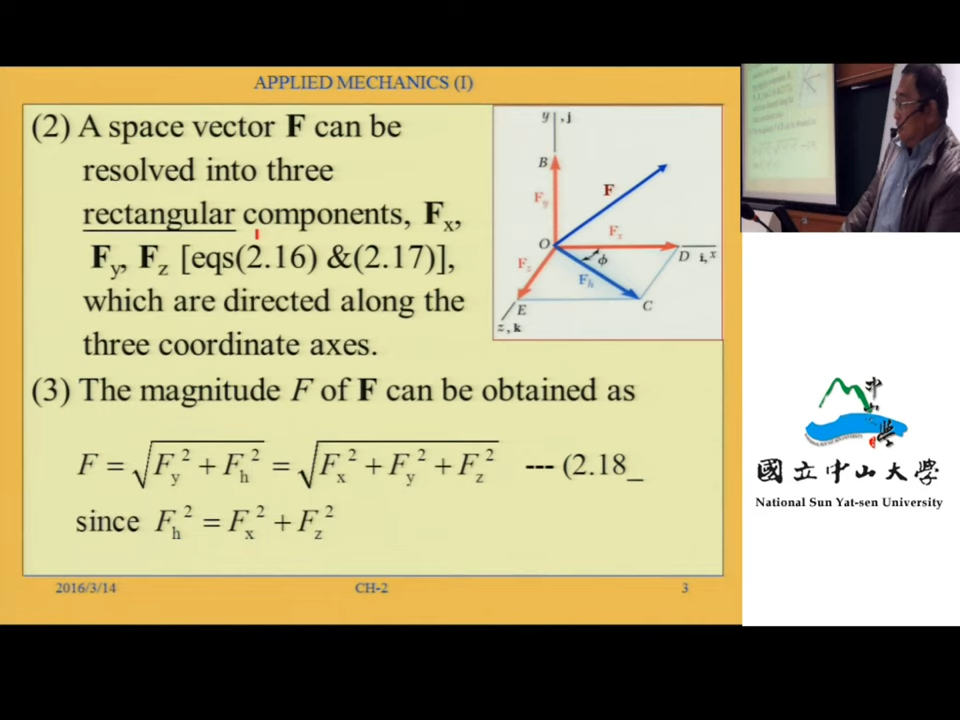 APPLIED MECHANICS (I)
(2) A space vector F can be
resolved into three
rectangular components, Fx,
Fy, Fz [eqs(2.16) &(2.17)],
which are directed along the
three coordinate axes.
y , j
B
Fy
F
O
Fx
D i, x
ϕ
Fz
Fh
E
C
z, k
(3) The magnitude F of F can be obtained as
F = √(Fy² + Fh²) = √(Fx² + Fy² + Fz²) --- (2.18_
since Fh² = Fx² + Fz²
2016/3/14 CH-2 3
國立中山大學
National Sun Yat-sen University